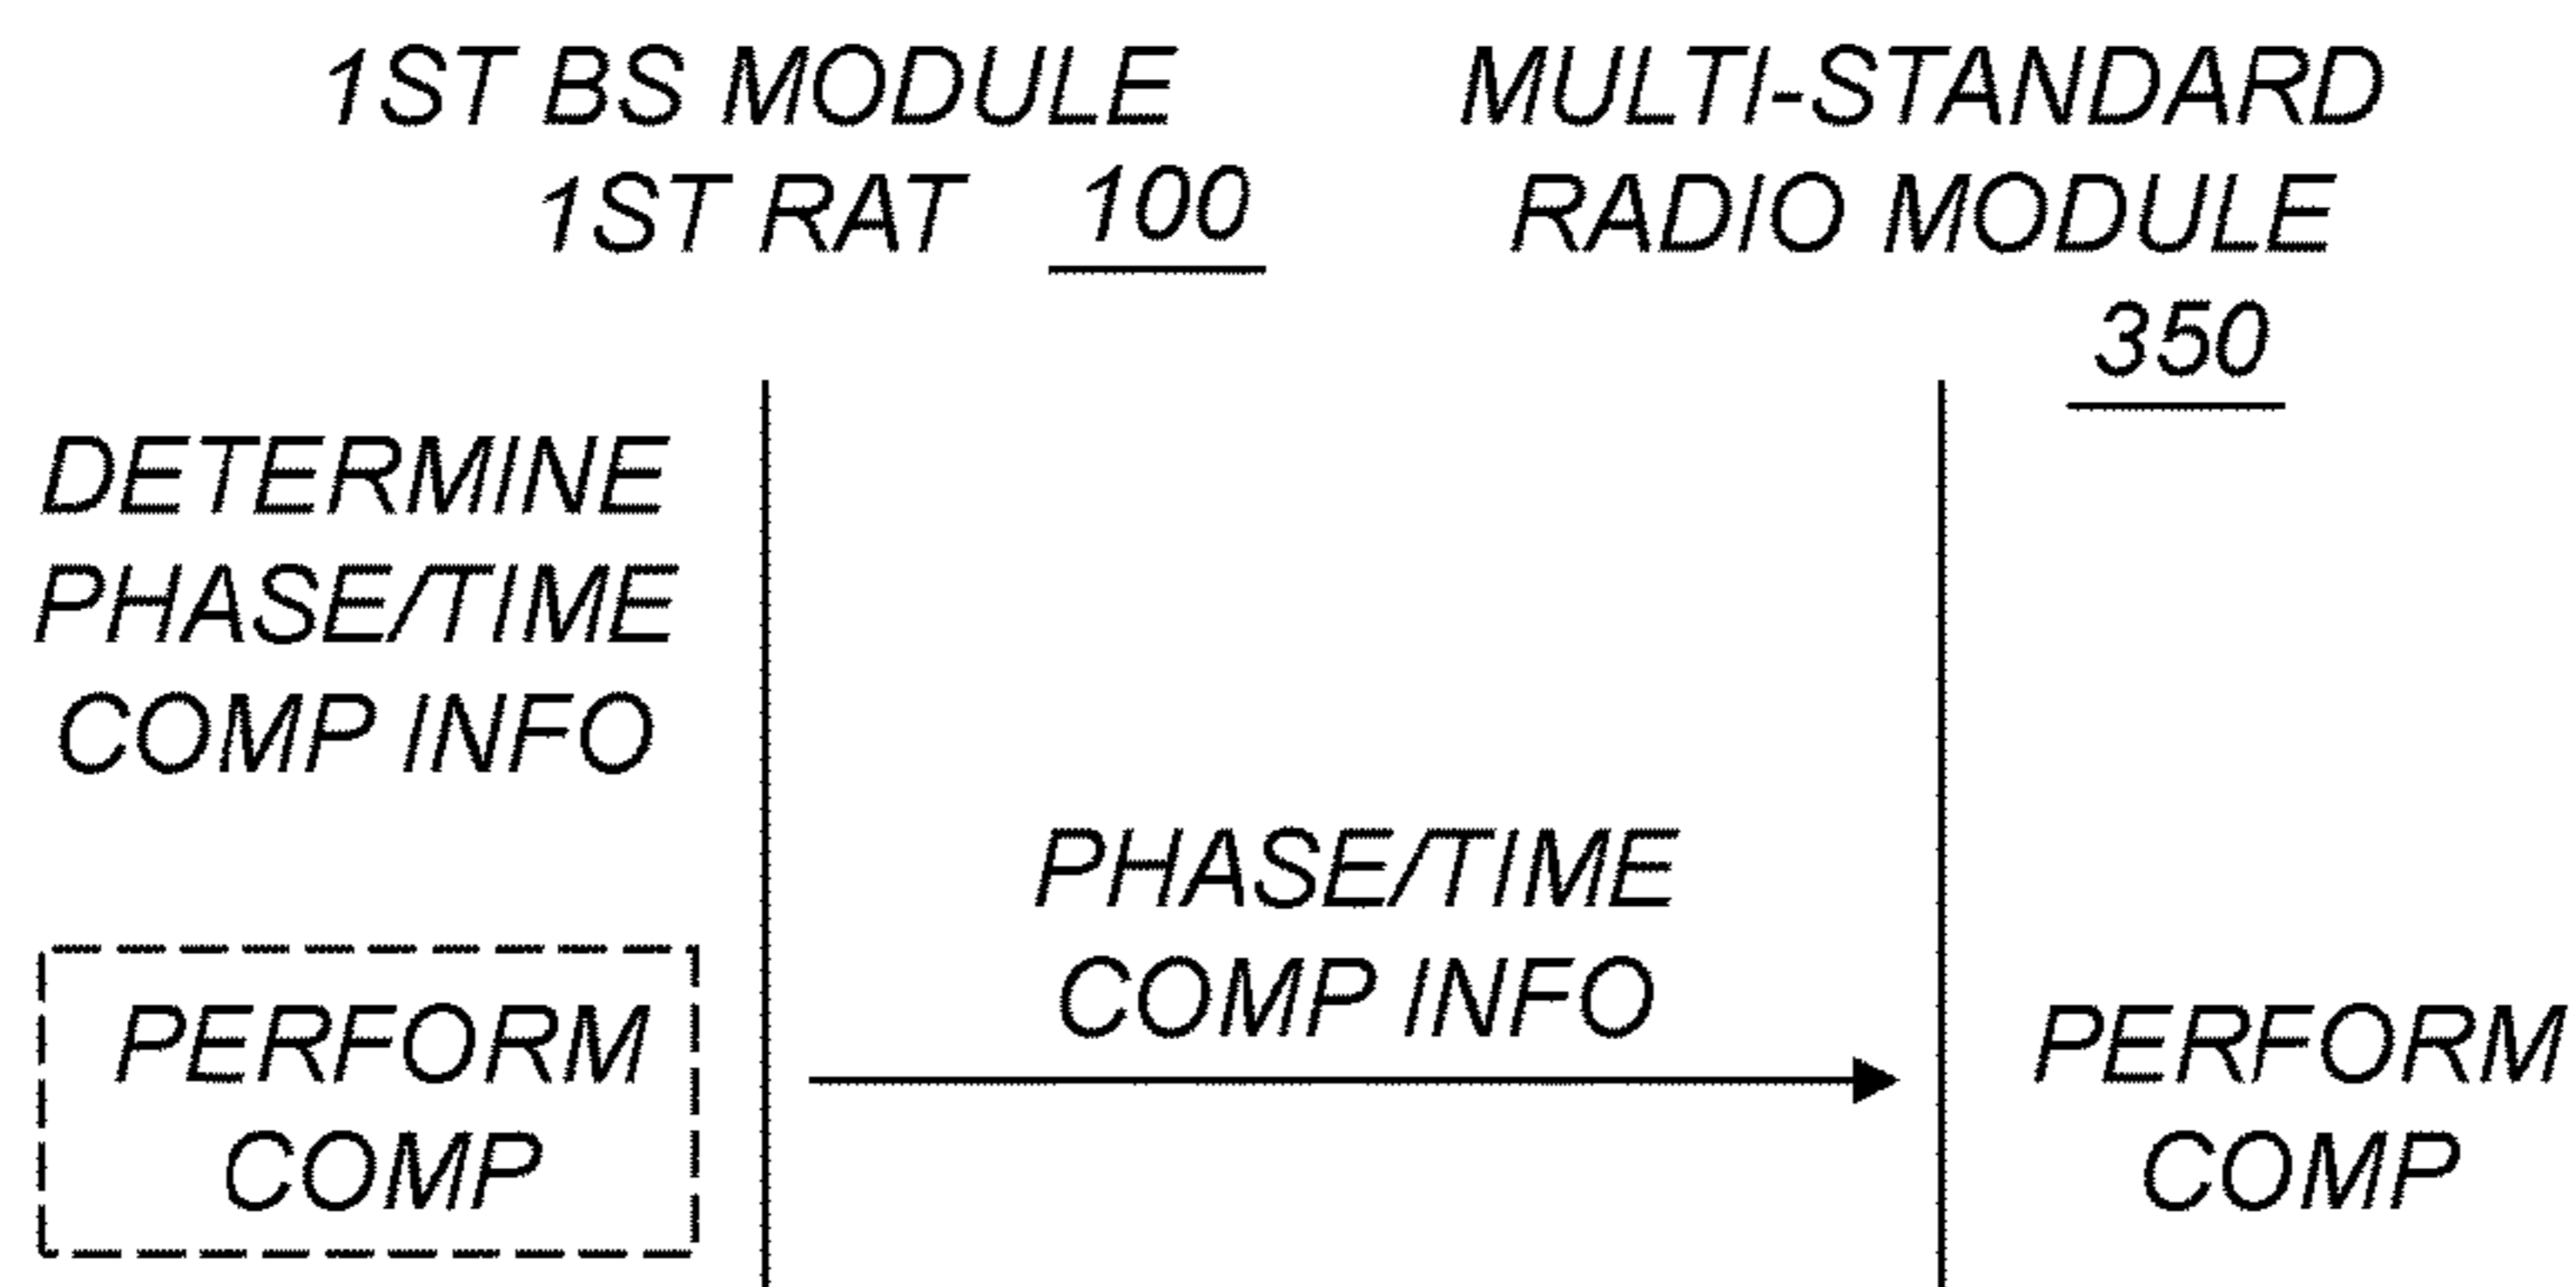 1ST BS MODULE
1ST RAT 100
MULTI-STANDARD
RADIO MODULE
350
DETERMINE
PHASE/TIME
COMP INFO
PERFORM
COMP
PHASE/TIME
COMP INFO
PERFORM
COMP